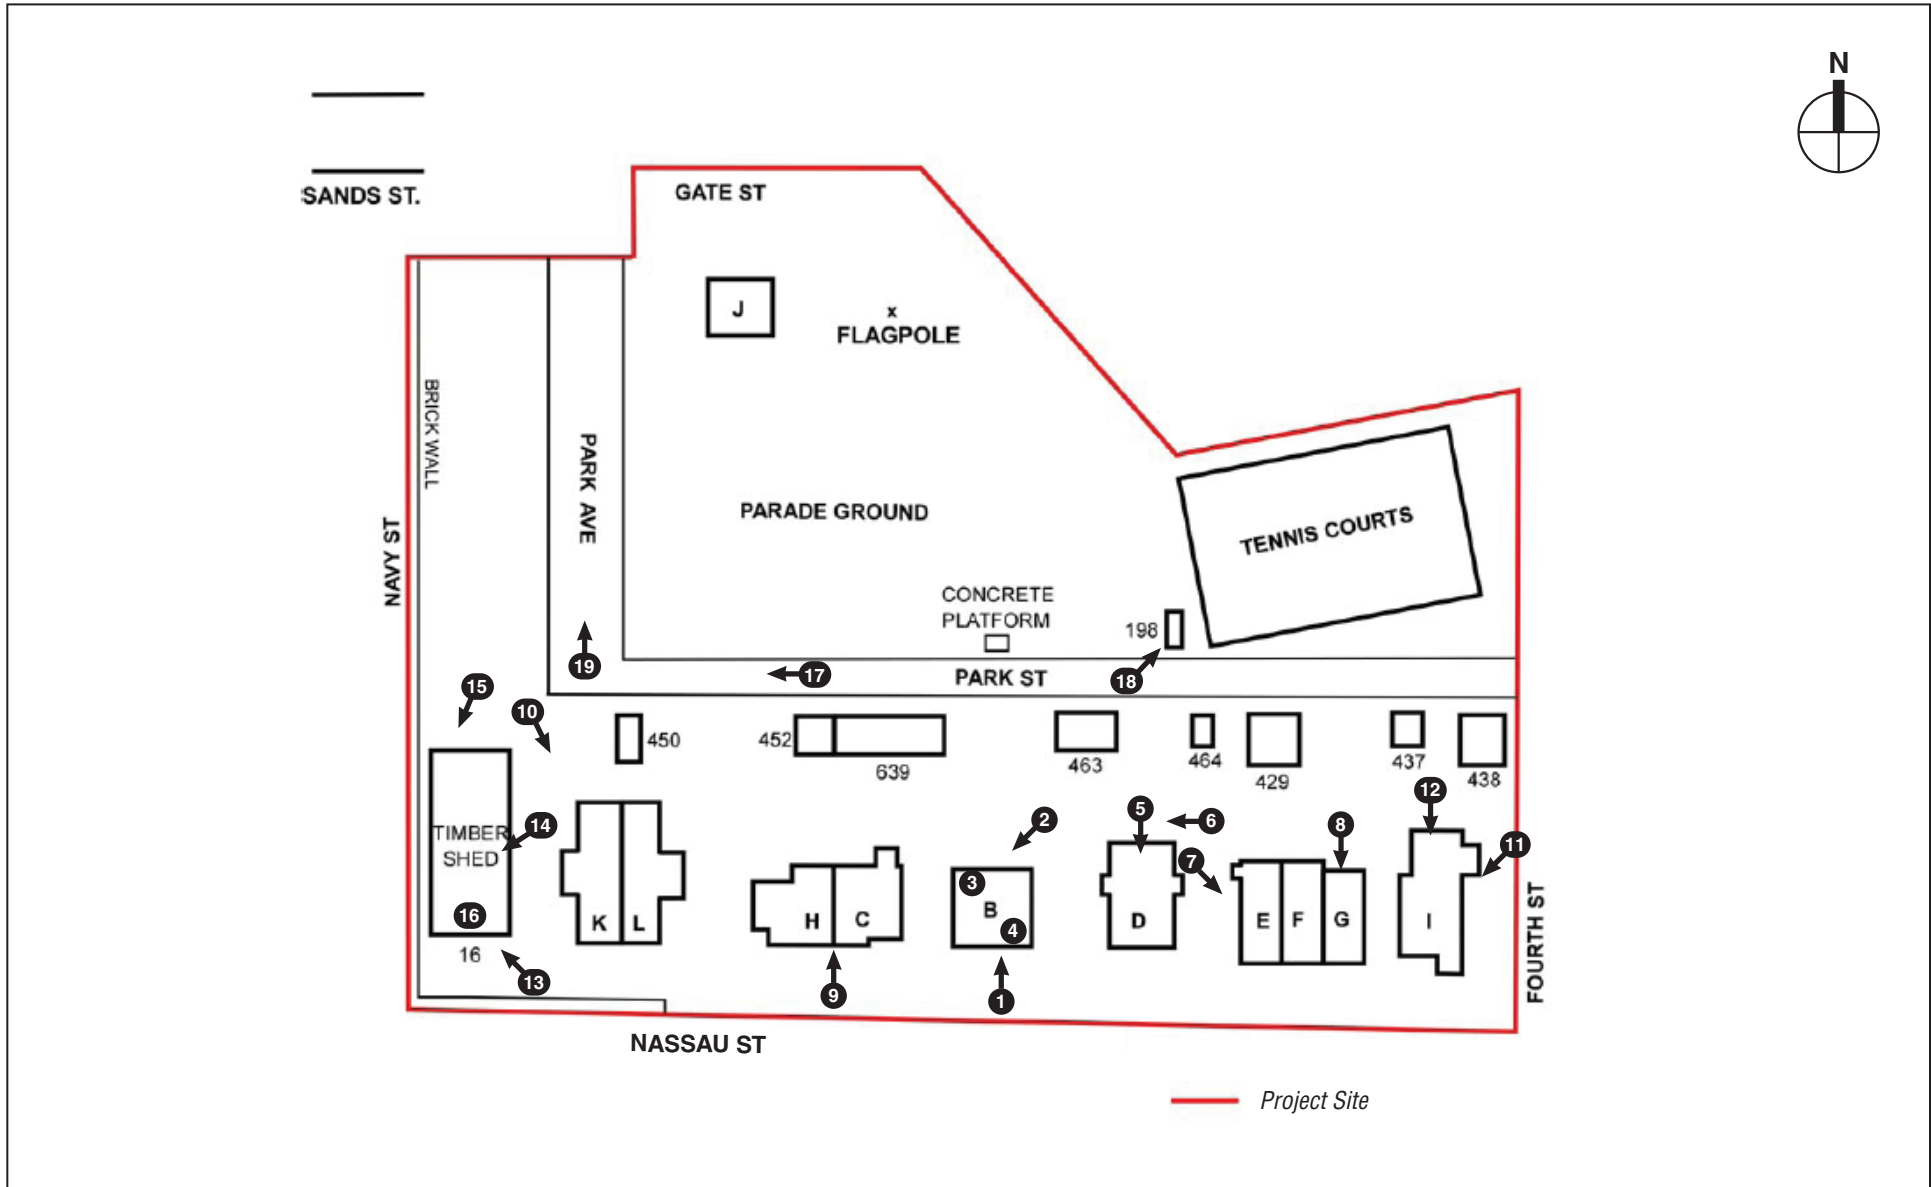 N
:SANDS ST.
GATE ST
J
x
FLAGPOLE
BRICK WALL
PARK AVE
NAVY ST
PARADE GROUND
TENNIS COURTS
CONCRETE
PLATFORM
198
19
17
PARK ST
18
15
10
450
452
639
463
464
429
437
438
12
14
TIMBER
SHED
5
6
2
8
7
11
3
B
4
16
K
L
H
C
D
E
F
G
I
16
13
9
1
FOURTH ST
NASSAU ST
Project Site